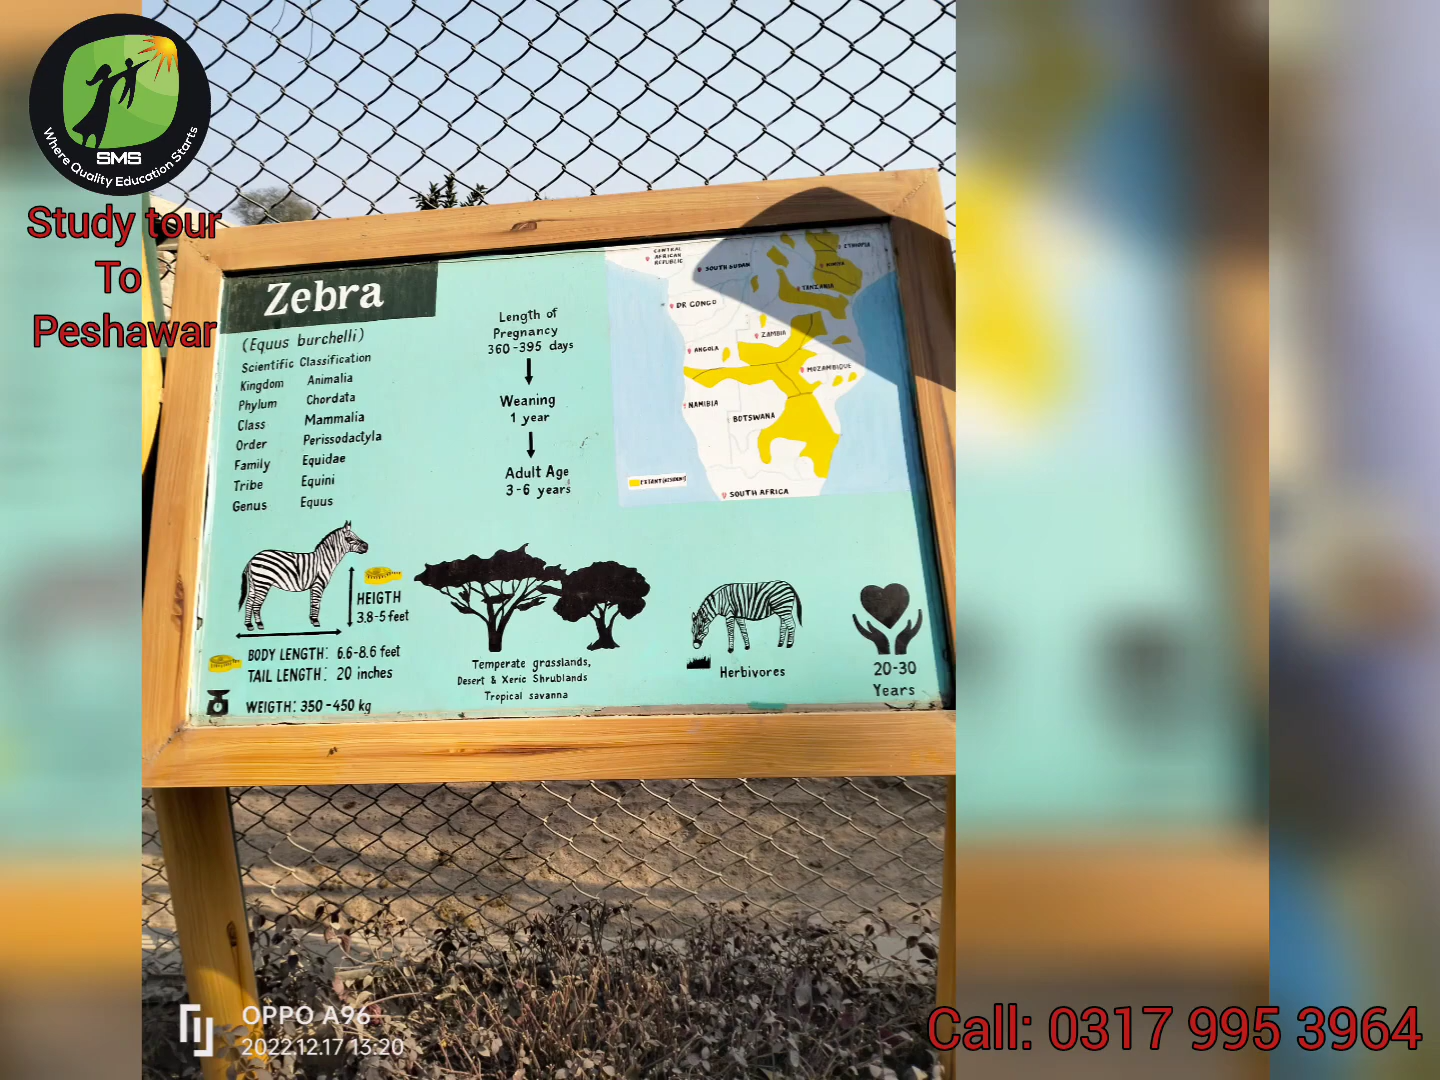 SMS
Where Quality Education Starts
Study tour
To
Peshawar
Zebra
(Equus burchelli)
Scientific Classification
Kingdom Animalia
Phylum Chordata
Class Mammalia
Order Perissodactyla
Family Equidae
Tribe Equini
Genus Equus
Length of
Pregnancy
360-395 days
Weaning
1 year
Adult Age
3-6 years
CENTRAL
AFRICAN
REPUBLIC
SOUTH SUDAN
ETHIOPIA
DR CONGO
TANZANIA
ZAMBIA
ANGOLA
MOZAMBIQUE
NAMIBIA
BOTSWANA
SOUTH AFRICA
HEIGTH
3.8-5 feet
BODY LENGTH: 6.6-8.6 feet
TAIL LENGTH: 20 inches
WEIGTH: 350-450 kg
Temperate grasslands,
Desert & Xeric Shrublands
Tropical savanna
Herbivores
20-30
Years
OPPO A96
2022.12.17 13:20
Call: 0317 995 3964